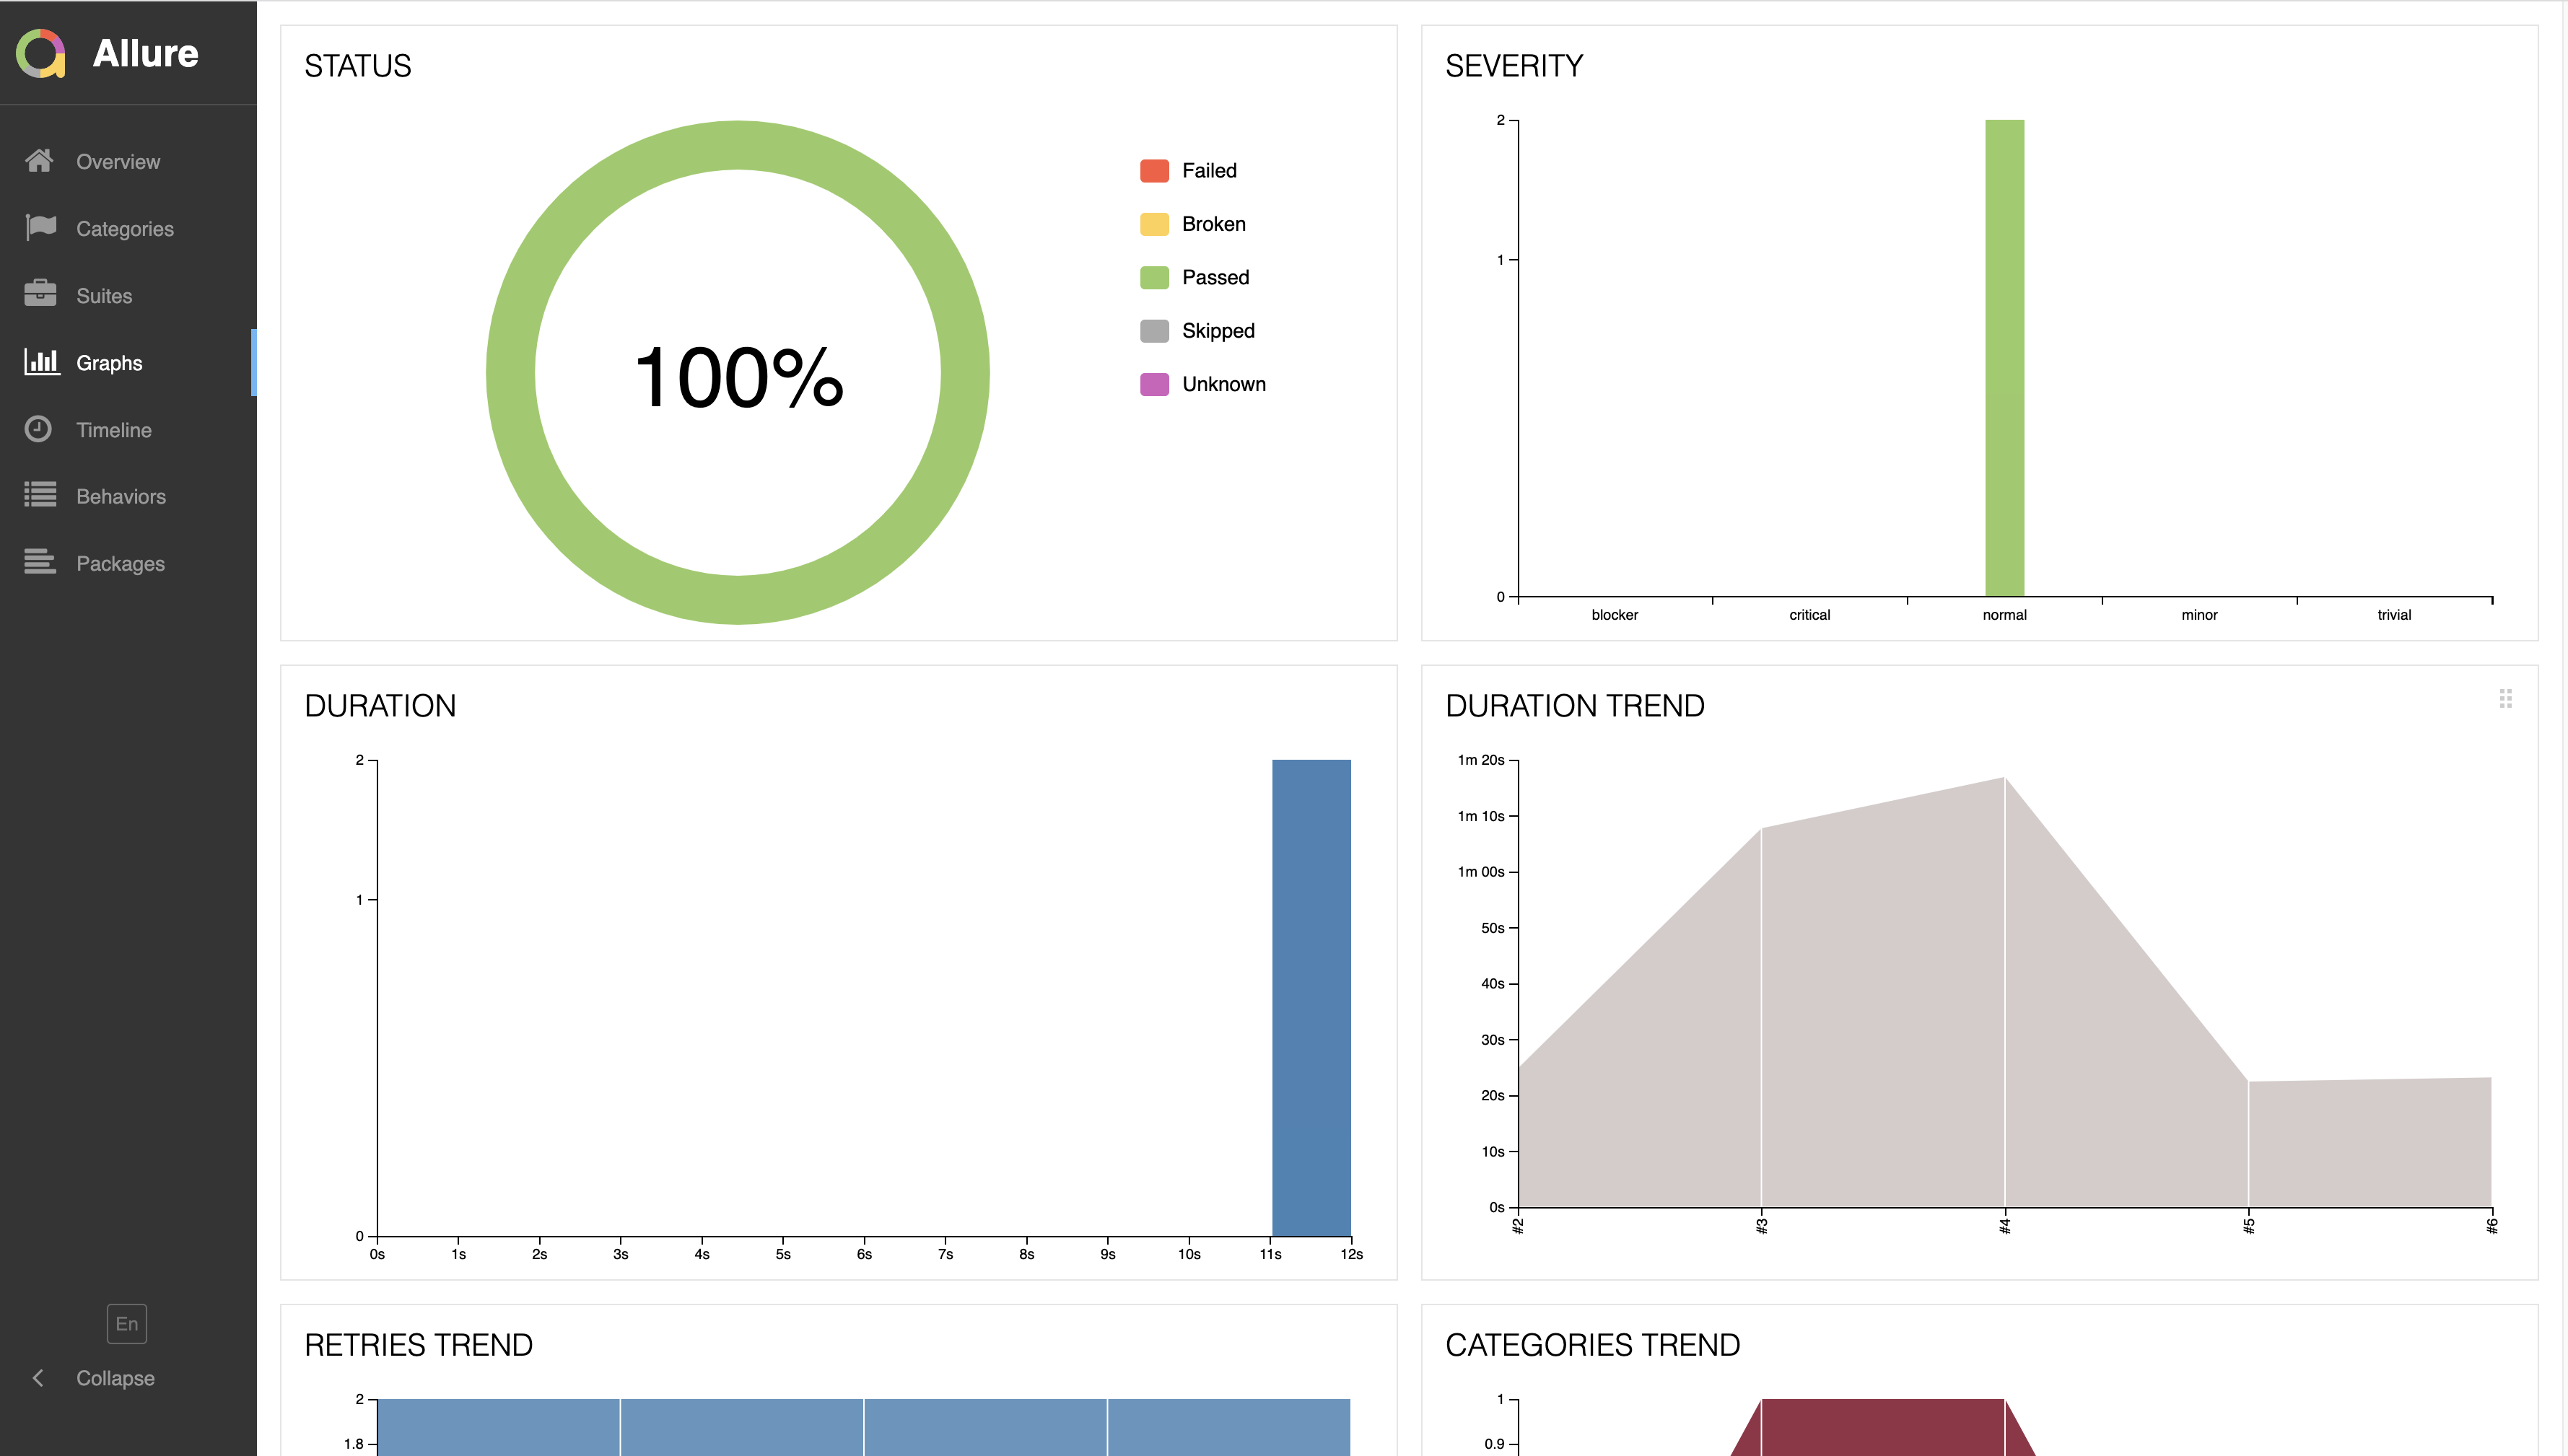 Allure
Overview
Categories
Suites
Graphs
Timeline
Behaviors
Packages
En
Collapse
STATUS
100%
Failed
Broken
Passed
Skipped
Unknown
SEVERITY
2
1
0
blocker critical normal minor trivial
DURATION
2
1
0
0s 1s 2s 3s 4s 5s 6s 7s 8s 9s 10s 11s 12s
DURATION TREND
1m 20s
1m 10s
1m 00s
50s
40s
30s
20s
10s
0s
#2 #3 #4 #5 #6
RETRIES TREND
2
1.8
CATEGORIES TREND
1
0.9